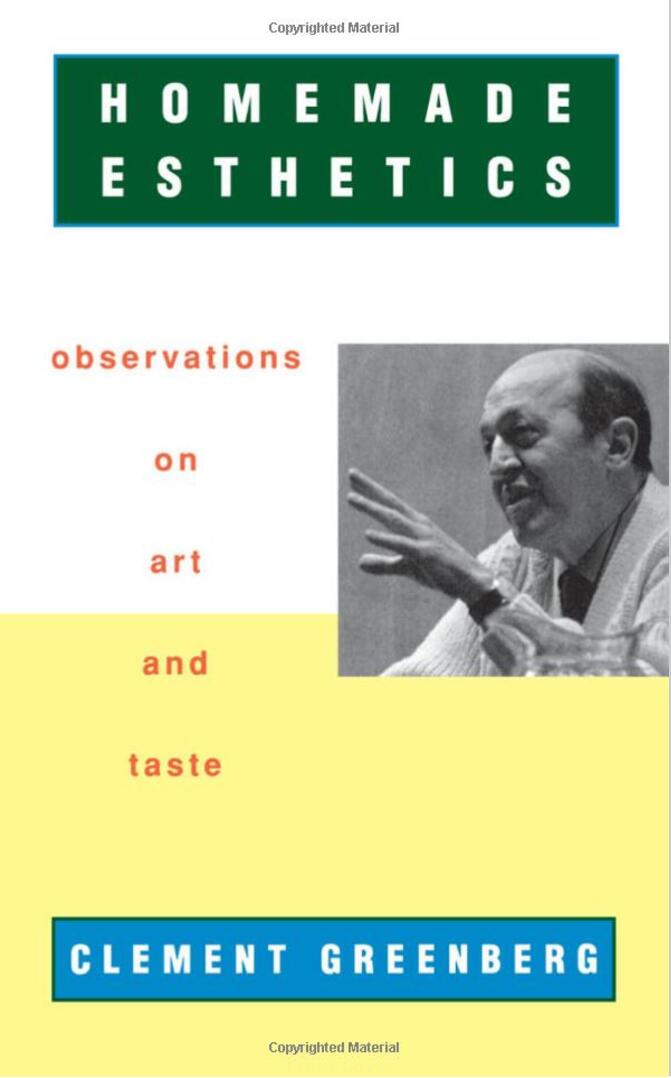 Copyrighted Material
HOMEMADE
ESTHETICS
observations
on
art
and
taste
CLEMENT GREENBERG
Copyrighted Material